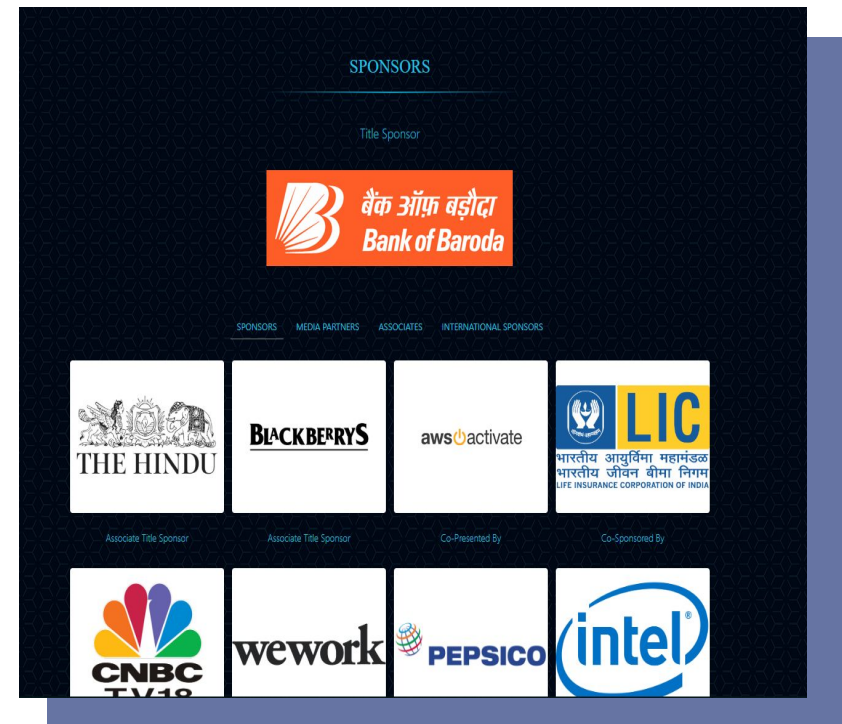 SPONSORS
Title Sponsor
बैंक ऑफ़ बड़ौदा
Bank of Baroda
SPONSORS MEDIA PARTNERS ASSOCIATES INTERNATIONAL SPONSORS
THE HINDU
BLACKBERRYS
aws activate
LIC
भारतीय आयुर्विमा महामंडळ
भारतीय जीवन बीमा निगम
LIFE INSURANCE CORPORATION OF INDIA
Associate Title Sponsor
Associate Title Sponsor
Co-Presented By
Co-Sponsored By
CNBC
TV18
wework
PEPSICO
intel